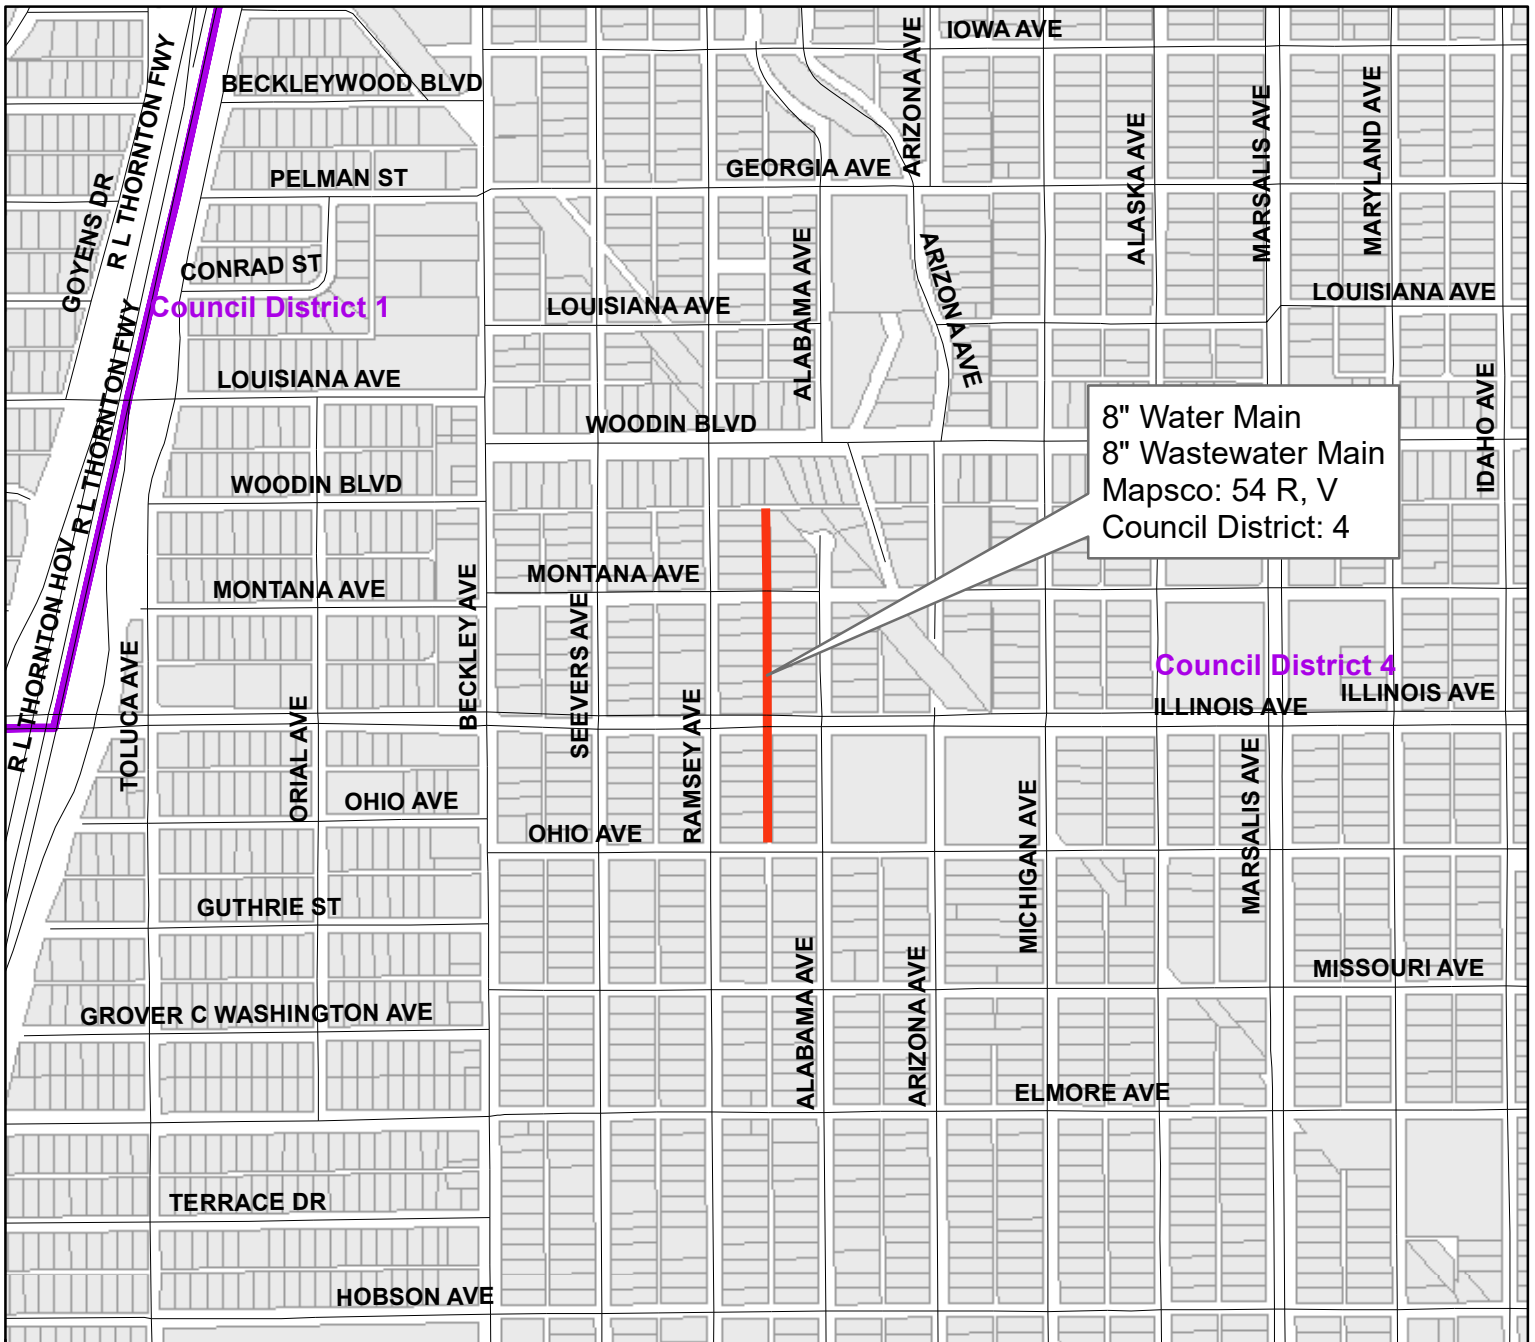 IOWA AVE
ARIZONA AVE
R L THORNTON FWY
BECKLEYWOOD BLVD
MARYLAND AVE
MARSALIS AVE
ALASKA AVE
GEORGIA AVE
PELMAN ST
GOYENS DR
ALABAMA AVE
ARIZONA AVE
CONRAD ST
LOUISIANA AVE
Council District 1
LOUISIANA AVE
R L THORNTON FWY
LOUISIANA AVE
IDAHO AVE
8" Water Main
8" Wastewater Main
Mapsco: 54 R, V
Council District: 4
WOODIN BLVD
WOODIN BLVD
R L THORNTON FWY
R L THORNTON HOV
MONTANA AVE
MONTANA AVE
BECKLEY AVE
SEEVERS AVE
TOLUCA AVE
Council District 4
ILLINOIS AVE
ILLINOIS AVE
RAMSEY AVE
ORIAL AVE
MARSALIS AVE
MICHIGAN AVE
OHIO AVE
OHIO AVE
GUTHRIE ST
ALABAMA AVE
ARIZONA AVE
MISSOURI AVE
GROVER C WASHINGTON AVE
ELMORE AVE
TERRACE DR
HOBSON AVE